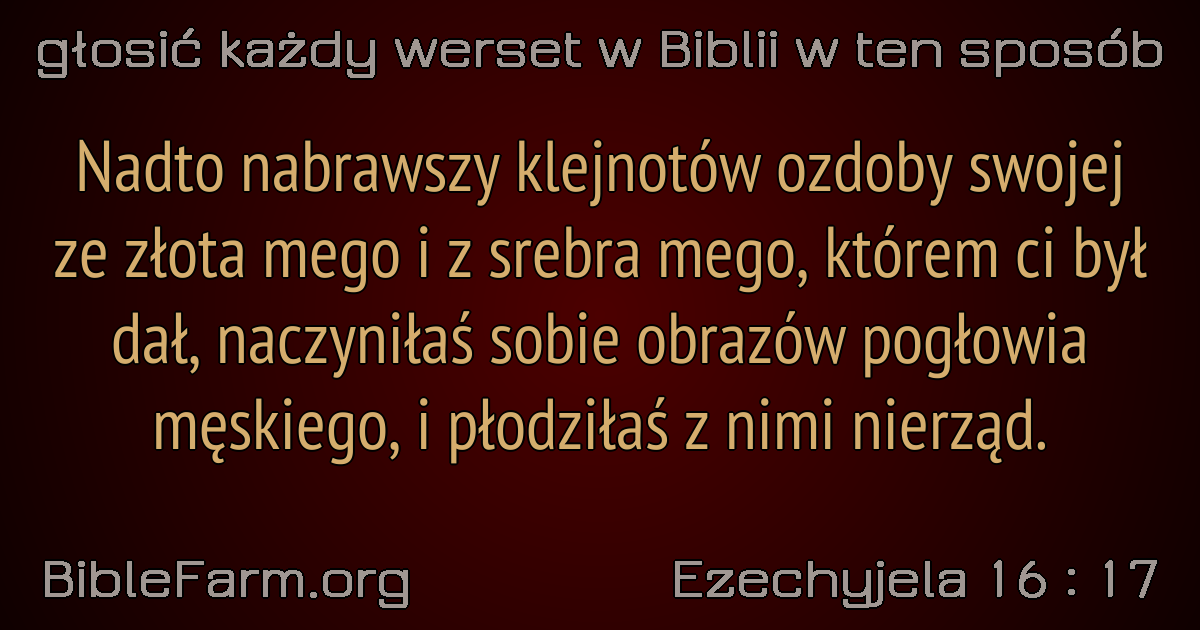 głosić każdy werset w Biblii w ten sposób
Nadto nabrawszy klejnotów ozdoby swojej
ze złota mego i z srebra mego, którem ci był
dał, naczyniłaś sobie obrazów pogłowia
męskiego, i płodziłaś z nimi nierząd.
BibleFarm.org
Ezechyjela 16 : 17